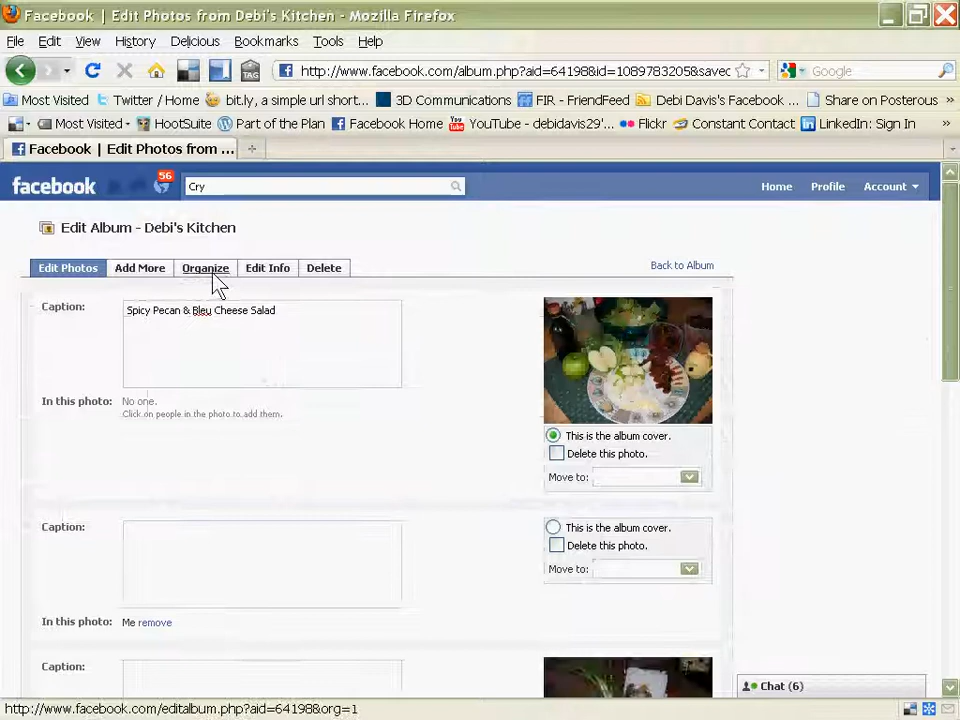 Facebook | Edit Photos from Debi's Kitchen - Mozilla Firefox
File Edit View History Delicious Bookmarks Tools Help
TAG http://www.facebook.com/album.php?aid=64198&id=1089783205&saved Google
Most Visited Twitter / Home bit.ly, a simple url short... 3D Communications FIR - FriendFeed Debi Davis's Facebook ... Share on Posterous »
Most Visited HootSuite Part of the Plan Facebook Home YouTube - debidavis29'... Flickr Constant Contact LinkedIn: Sign In »
Facebook | Edit Photos from ...
facebook 56 Cry Home Profile Account
Edit Album - Debi's Kitchen
Edit Photos Add More Organize Edit Info Delete Back to Album
Caption: Spicy Pecan & Bleu Cheese Salad
In this photo: No one.
Click on people in the photo to add them.
This is the album cover.
Delete this photo.
Move to:
Caption:
This is the album cover.
Delete this photo.
Move to:
In this photo: Me remove
Caption:
Chat (6)
http://www.facebook.com/editalbum.php?aid=64198&org=1